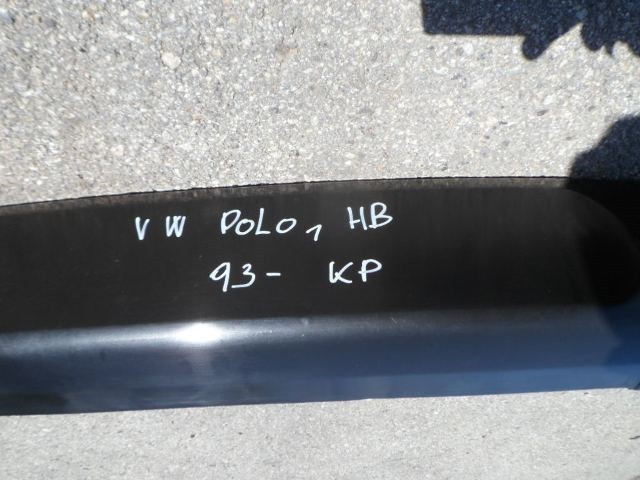 VW POLO, HB
93- KP